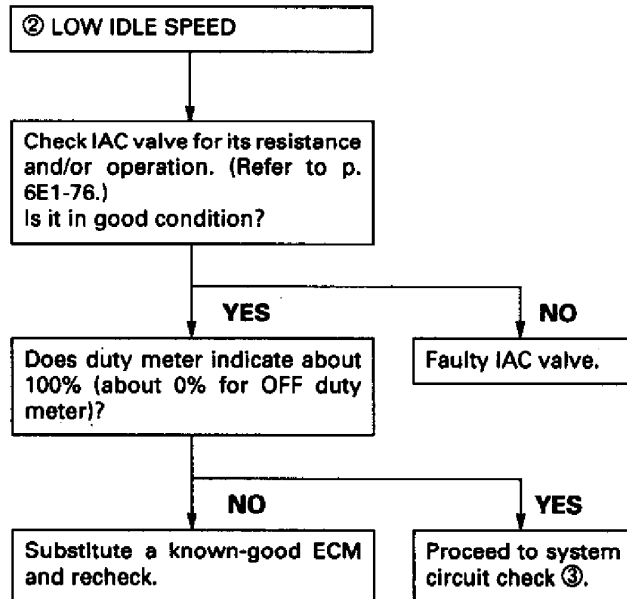 ② LOW IDLE SPEED
Check IAC valve for its resistance
and/or operation. (Refer to p.
6E1-76.)
Is it in good condition?
YES
NO
Does duty meter indicate about
100% (about 0% for OFF duty
meter)?
Faulty IAC valve.
NO
YES
Substitute a known-good ECM
and recheck.
Proceed to system
circuit check ③.